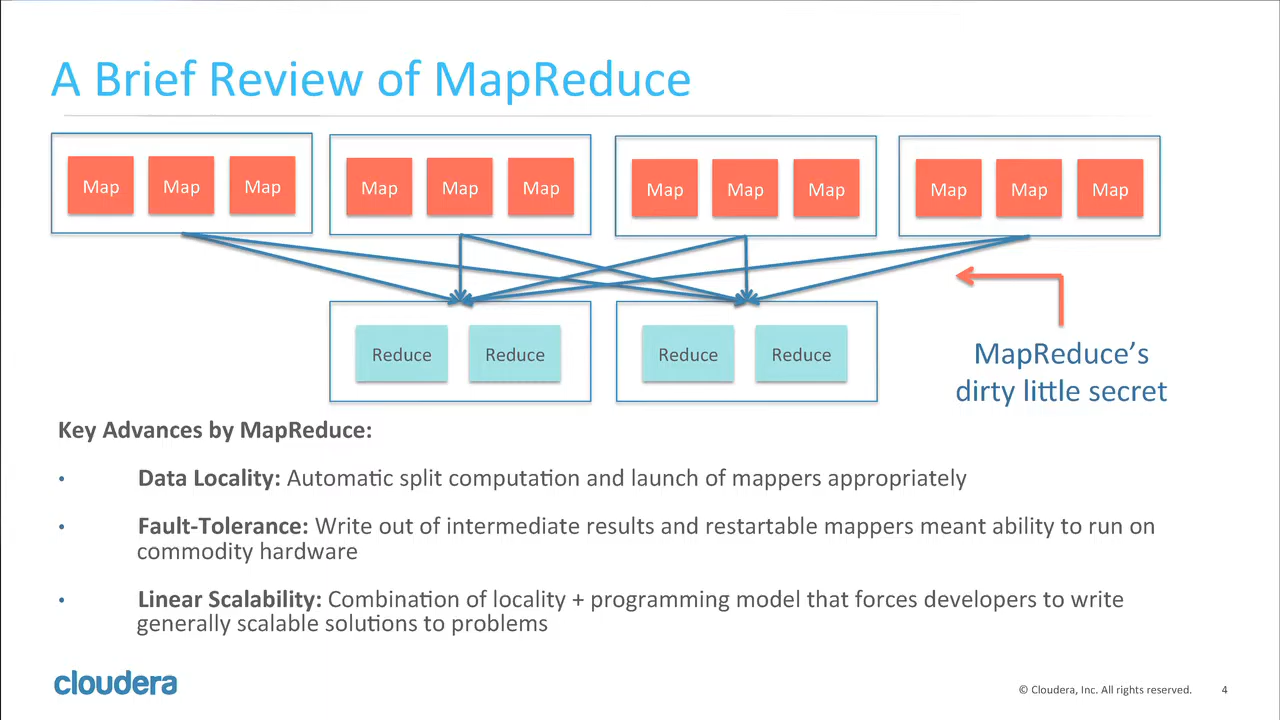 A Brief Review of MapReduce
Map Map Map Map Map Map Map Map Map Map Map Map
Reduce Reduce Reduce Reduce
MapReduce's
dirty little secret
Key Advances by MapReduce:
• Data Locality: Automatic split computation and launch of mappers appropriately
• Fault-Tolerance: Write out of intermediate results and restartable mappers meant ability to run on
commodity hardware
• Linear Scalability: Combination of locality + programming model that forces developers to write
generally scalable solutions to problems
cloudera
© Cloudera, Inc. All rights reserved. 4